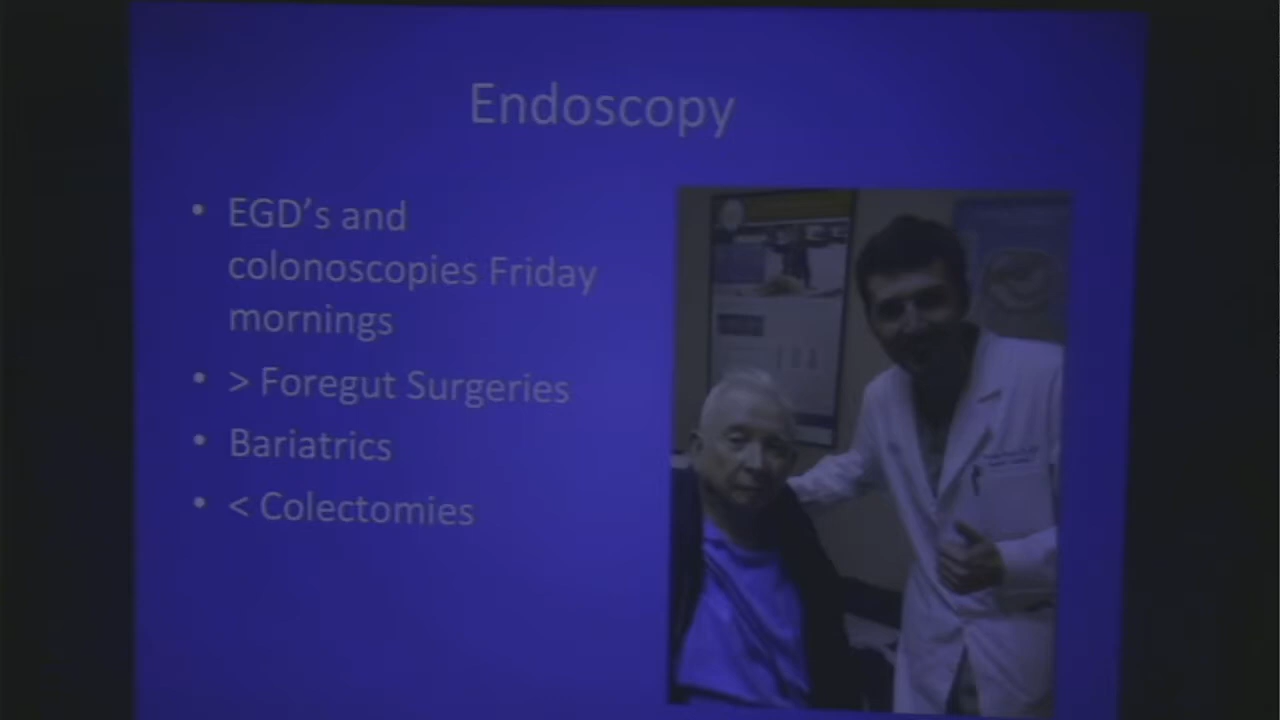 Endoscopy
• EGD’s and
colonoscopies Friday
mornings
• > Foregut Surgeries
• Bariatrics
• < Colectomies